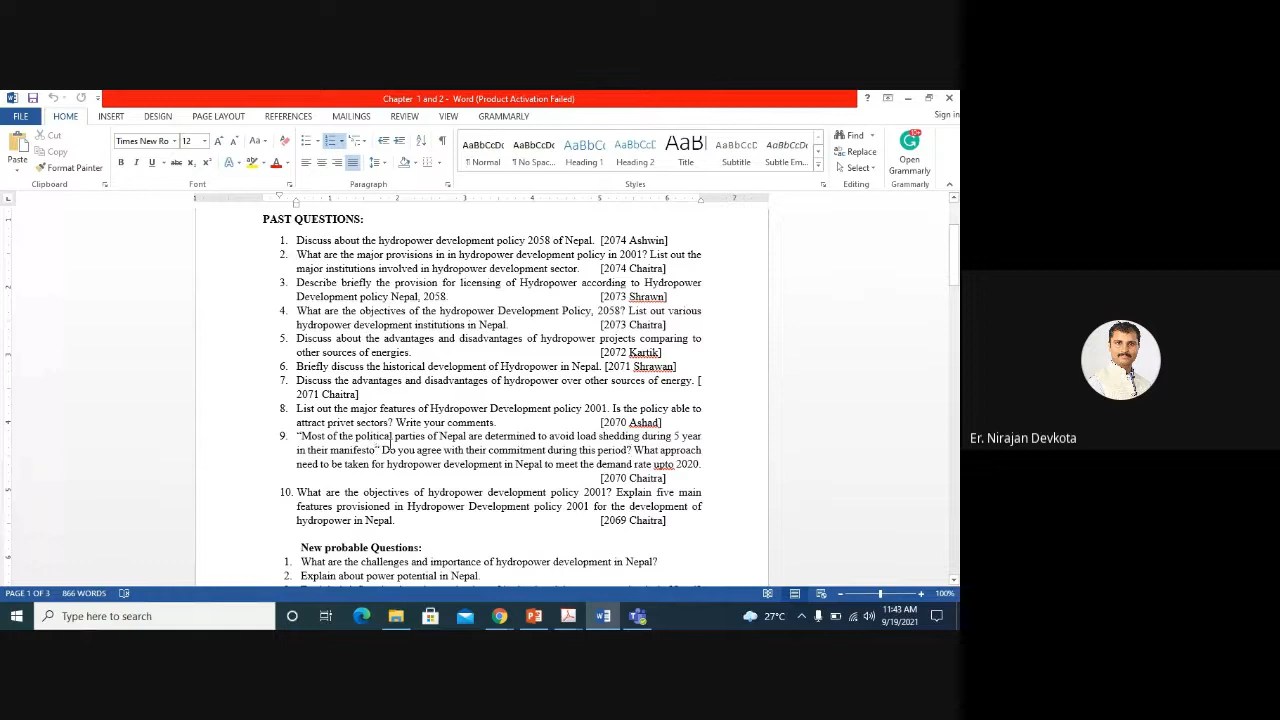 Chapter 1 and 2 - Word (Product Activation Failed)
FILE HOME INSERT DESIGN PAGE LAYOUT REFERENCES MAILINGS REVIEW VIEW GRAMMARLY Sign in
Paste Cut Copy Format Painter
Clipboard
Times New Ro 12 Aa
B I U abc X₂ X² A A
Font
Paragraph
AaBbCcDc AaBbCcDc AaBbCc AaBbCc AaB AaBbCcD AaBbCcDc
¶ Normal ¶ No Spac... Heading 1 Heading 2 Title Subtitle Subtle Em...
Styles
Find Replace Select
Editing
Open Grammarly
Grammarly
1 1 2 3 4 5 6 7
PAST QUESTIONS:
1. Discuss about the hydropower development policy 2058 of Nepal. [2074 Ashwin]
2. What are the major provisions in in hydropower development policy in 2001? List out the
major institutions involved in hydropower development sector. [2074 Chaitra]
3. Describe briefly the provision for licensing of Hydropower according to Hydropower
Development policy Nepal, 2058. [2073 Shrawn]
4. What are the objectives of the hydropower Development Policy, 2058? List out various
hydropower development institutions in Nepal. [2073 Chaitra]
5. Discuss about the advantages and disadvantages of hydropower projects comparing to
other sources of energies. [2072 Kartik]
6. Briefly discuss the historical development of Hydropower in Nepal. [2071 Shrawan]
7. Discuss the advantages and disadvantages of hydropower over other sources of energy. [
2071 Chaitra]
8. List out the major features of Hydropower Development policy 2001. Is the policy able to
attract privet sectors? Write your comments. [2070 Ashad]
9. “Most of the political parties of Nepal are determined to avoid load shedding during 5 year
in their manifesto” Do you agree with their commitment during this period? What approach
need to be taken for hydropower development in Nepal to meet the demand rate upto 2020.
[2070 Chaitra]
10. What are the objectives of hydropower development policy 2001? Explain five main
features provisioned in Hydropower Development policy 2001 for the development of
hydropower in Nepal. [2069 Chaitra]
New probable Questions:
1. What are the challenges and importance of hydropower development in Nepal?
2. Explain about power potential in Nepal.
PAGE 1 OF 3 866 WORDS 100%
Type here to search
27°C
11:43 AM
9/19/2021
Er. Nirajan Devkota